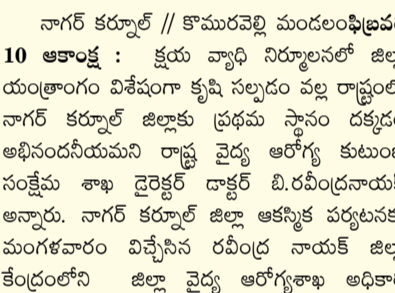 నాగర్ కర్నూల్ // కొమురవెల్లి మండలంఫిబ్రవ
10 ఆకాంక్ష : క్షయ వ్యాధి నిర్మూలనలో జిల్
యంత్రాంగం విశేషంగా కృషి సల్పడం వల్ల రాష్ట్రంల
నాగర్ కర్నూల్ జిల్లాకు ప్రథమ స్థానం దక్కడ
అభినందనీయమని రాష్ట్ర వైద్య ఆరోగ్య కుటుం
సంక్షేమ శాఖ డైరెక్టర్ డాక్టర్ బి.రవీంద్రనాయ
అన్నారు. నాగర్ కర్నూల్ జిల్లా ఆకస్మిక పర్యటనక
మంగళవారం విచ్చేసిన రవీంద్ర నాయక్ జిల
కేంద్రంలోని జిల్లా వైద్య ఆరోగ్యశాఖ అధికా